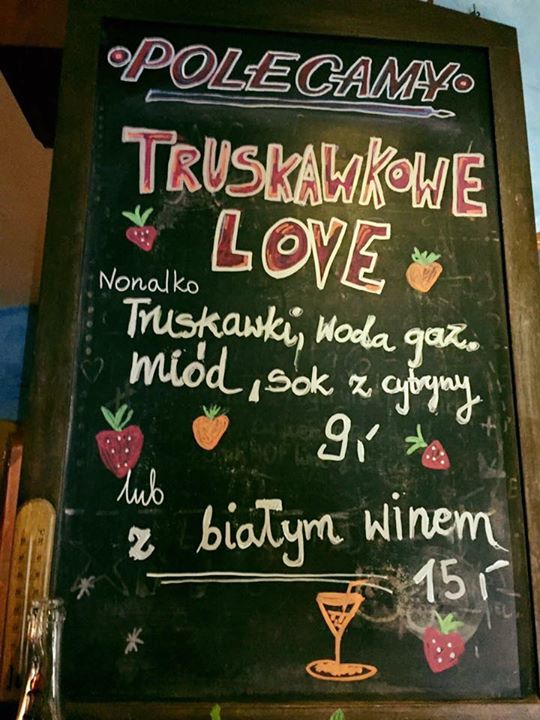 POLECAMY
TRUSKAWKOWE
LOVE
Nonalko
Truskawki, woda gaz.
miód, sok z cytryny
9,-
lub
z białym winem
15,-